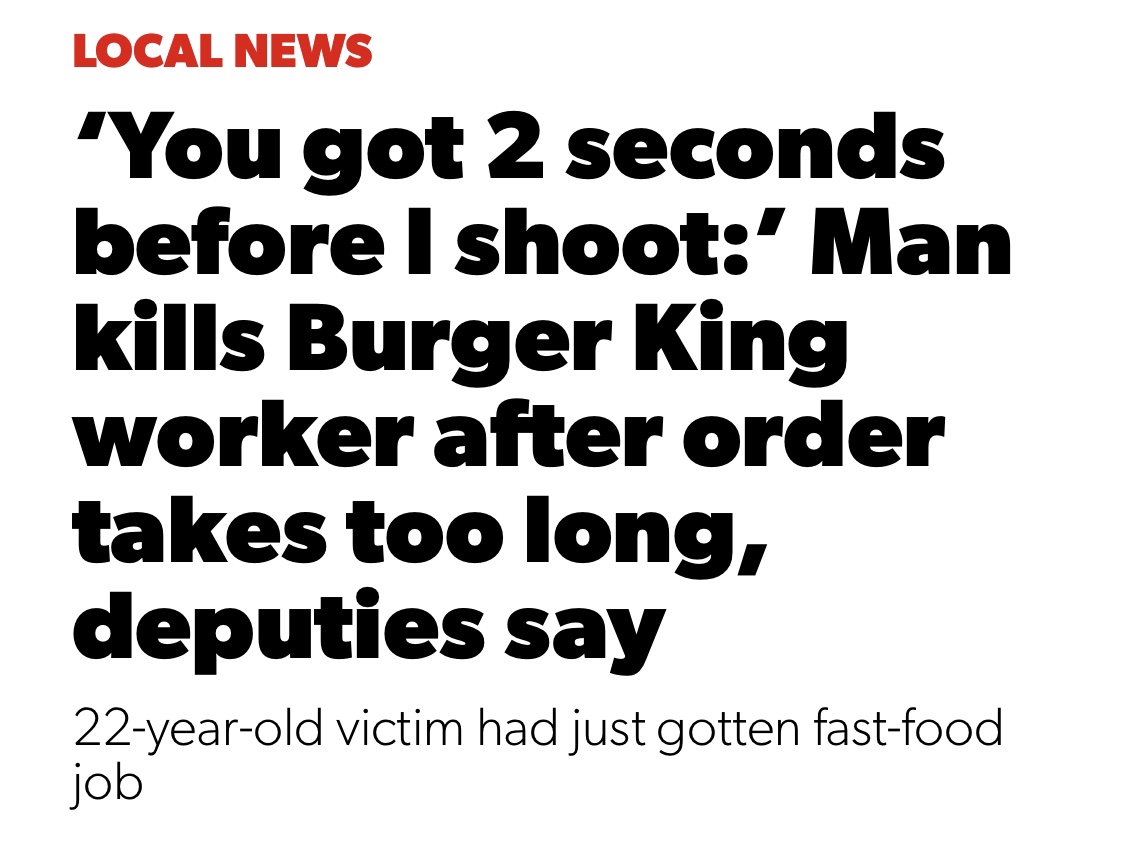 LOCAL NEWS
‘You got 2 seconds
before I shoot:’ Man
kills Burger King
worker after order
takes too long,
deputies say
22-year-old victim had just gotten fast-food
job